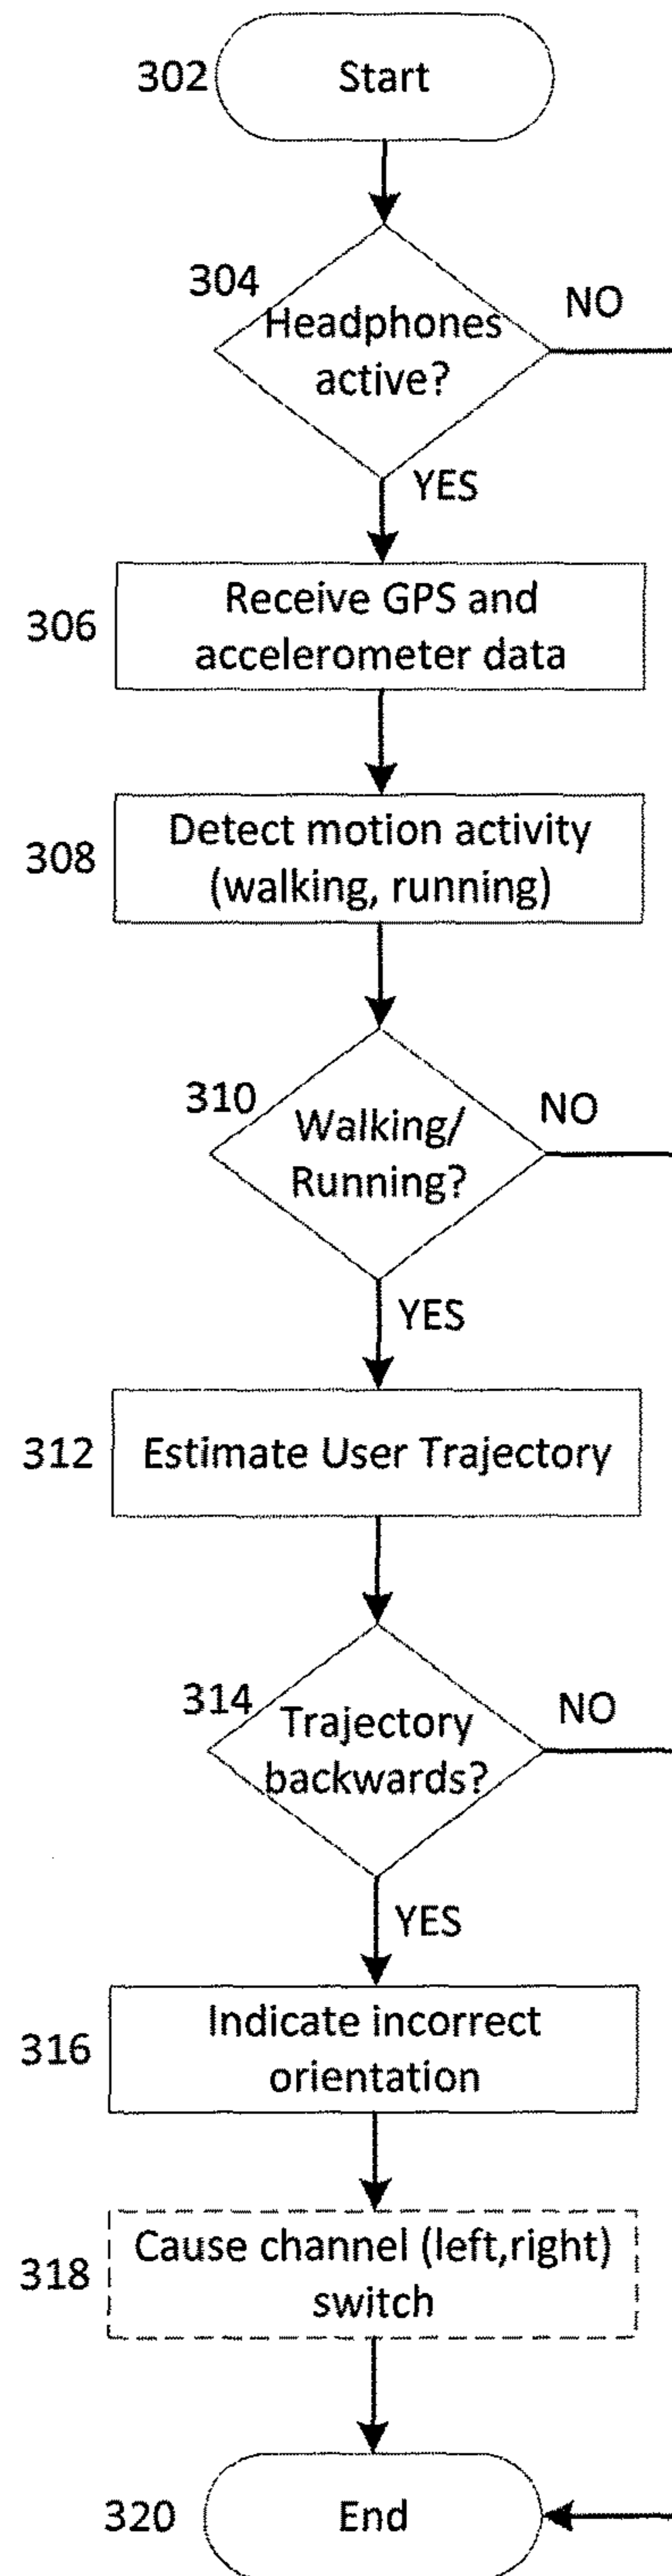 302
Start
304
Headphones
active?
NO
YES
306
Receive GPS and
accelerometer data
308
Detect motion activity
(walking, running)
310
Walking/
Running?
NO
YES
312
Estimate User Trajectory
314
Trajectory
backwards?
NO
YES
316
Indicate incorrect
orientation
318
Cause channel (left,right)
switch
320
End